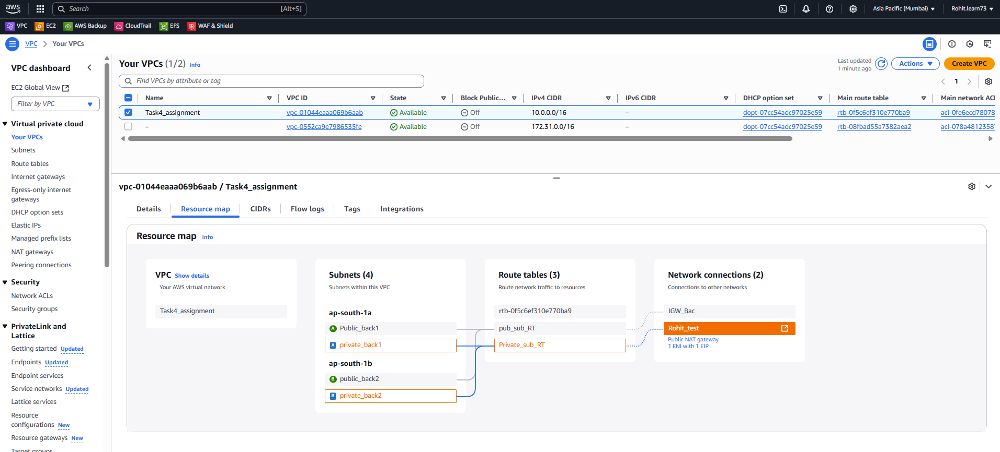 aws
Search [Alt+S]
Asia Pacific (Mumbai)
Rohit.learn73
VPC EC2 AWS Backup CloudTrail EFS WAF & Shield
VPC > Your VPCs
VPC dashboard
EC2 Global View
Filter by VPC
Virtual private cloud
Your VPCs
Subnets
Route tables
Internet gateways
Egress-only internet
gateways
DHCP option sets
Elastic IPs
Managed prefix lists
NAT gateways
Peering connections
Security
Network ACLs
Security groups
PrivateLink and
Lattice
Getting started Updated
Endpoints Updated
Endpoint services
Service networks Updated
Lattice services
Resource
configurations New
Resource gateways New
Target groups
Your VPCs (1/2) Info
Last updated
1 minute ago
Actions
Create VPC
Find VPCs by attribute or tag
1
Name VPC ID State Block Public... IPv4 CIDR IPv6 CIDR DHCP option set Main route table Main network ACL
Task4_assignment vpc-01044eaaa069b6aab Available Off 10.0.0.0/16 – dopt-07cc54adc97025e59 rtb-0f5c6ef310e770ba9 acl-0fe6ecd78078
– vpc-0552ca9e7986535fe Available Off 172.31.0.0/16 – dopt-07cc54adc97025e59 rtb-08fbad55a7382aea2 acl-078a4812358
vpc-01044eaaa069b6aab / Task4_assignment
Details Resource map CIDRs Flow logs Tags Integrations
Resource map Info
VPC Show details
Your AWS virtual network
Task4_assignment
Subnets (4)
Subnets within this VPC
ap-south-1a
A Public_back1
A private_back1
ap-south-1b
B public_back2
B private_back2
Route tables (3)
Route network traffic to resources
rtb-0f5c6ef310e770ba9
pub_sub_RT
Private_sub_RT
Network connections (2)
Connections to other networks
IGW_Bac
Rohit_test
Public NAT gateway
1 ENI with 1 EIP